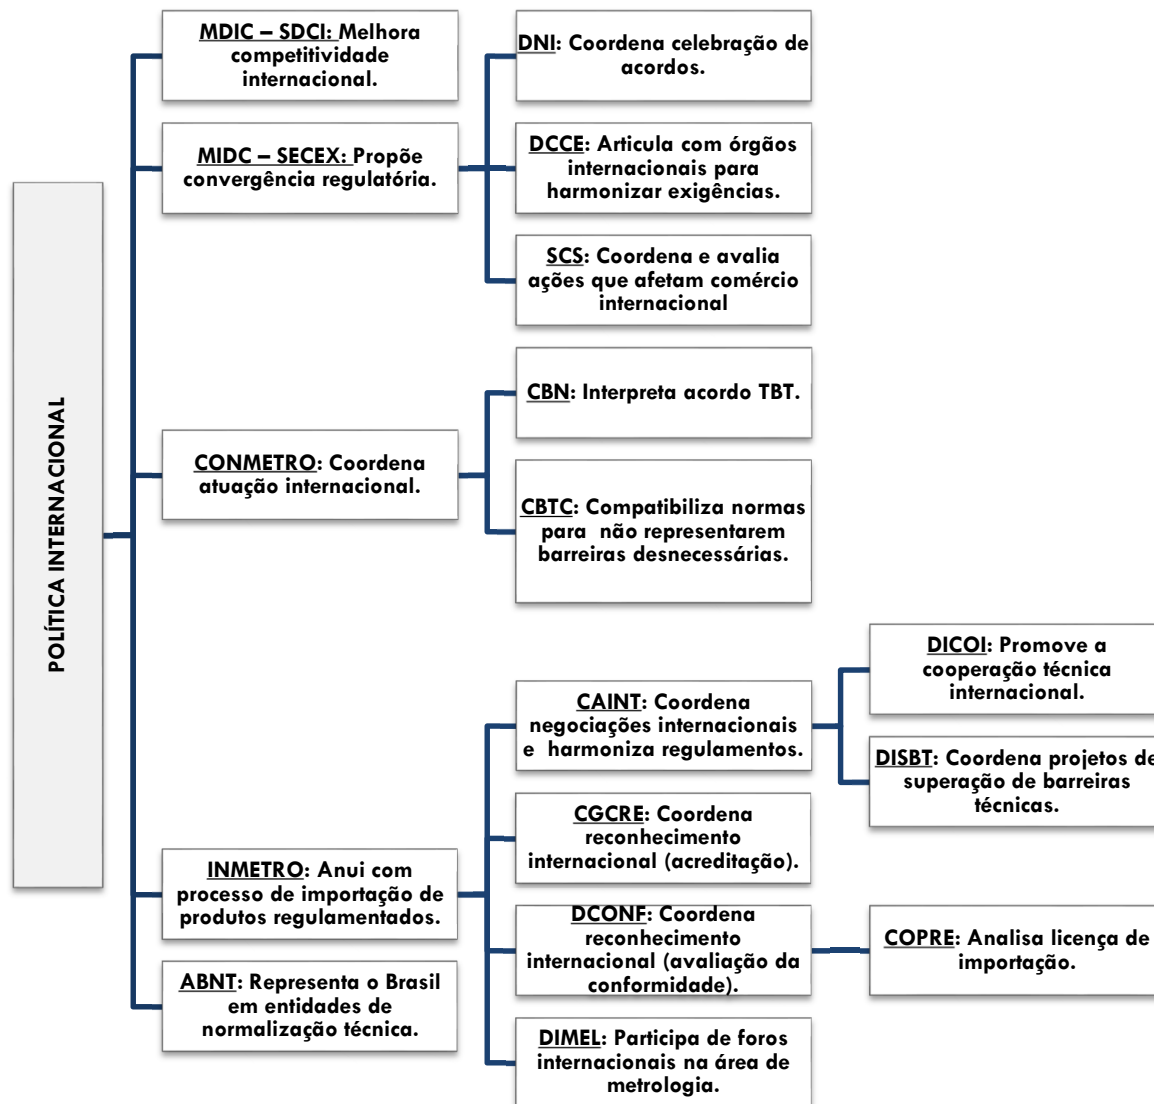 POLÍTICA INTERNACIONAL
MDIC – SDCI: Melhora
competitividade
internacional.
MIDC – SECEX: Propõe
convergência regulatória.
DNI: Coordena celebração de
acordos.
DCCE: Articula com órgãos
internacionais para
harmonizar exigências.
SCS: Coordena e avalia
ações que afetam comércio
internacional
CONMETRO: Coordena
atuação internacional.
CBN: Interpreta acordo TBT.
CBTC: Compatibiliza normas
para não representarem
barreiras desnecessárias.
INMETRO: Anui com
processo de importação de
produtos regulamentados.
CAINT: Coordena
negociações internacionais
e harmoniza regulamentos.
DICOI: Promove a
cooperação técnica
internacional.
DISBT: Coordena projetos de
superação de barreiras
técnicas.
CGCRE: Coordena
reconhecimento
internacional (acreditação).
DCONF: Coordena
reconhecimento
internacional (avaliação da
conformidade).
COPRE: Analisa licença de
importação.
DIMEL: Participa de foros
internacionais na área de
metrologia.
ABNT: Representa o Brasil
em entidades de
normalização técnica.